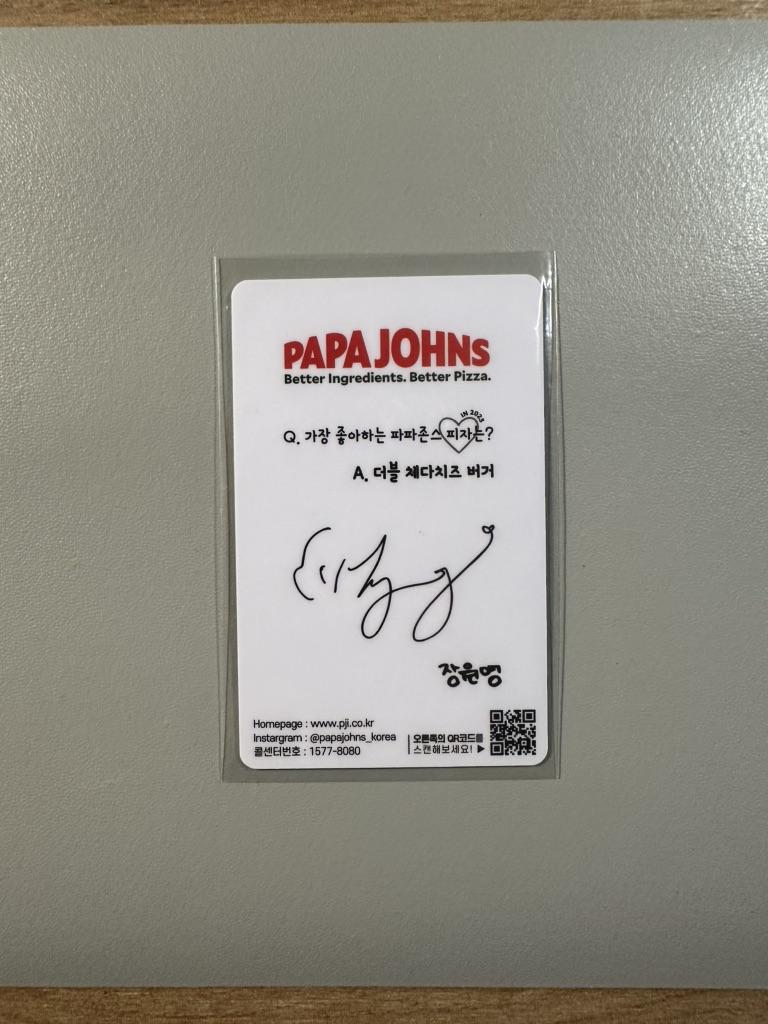 PAPA JOHNS
Better Ingredients. Better Pizza.
IN 2023
Q. 가장 좋아하는 파파존스 피자는?
A. 더블 체다치즈 버거
장원영
Homepage : www.pji.co.kr
Instargram : @papajohns_korea
콜센터번호 : 1577-8080
오른쪽의 QR코드를
스캔해보세요! ▶